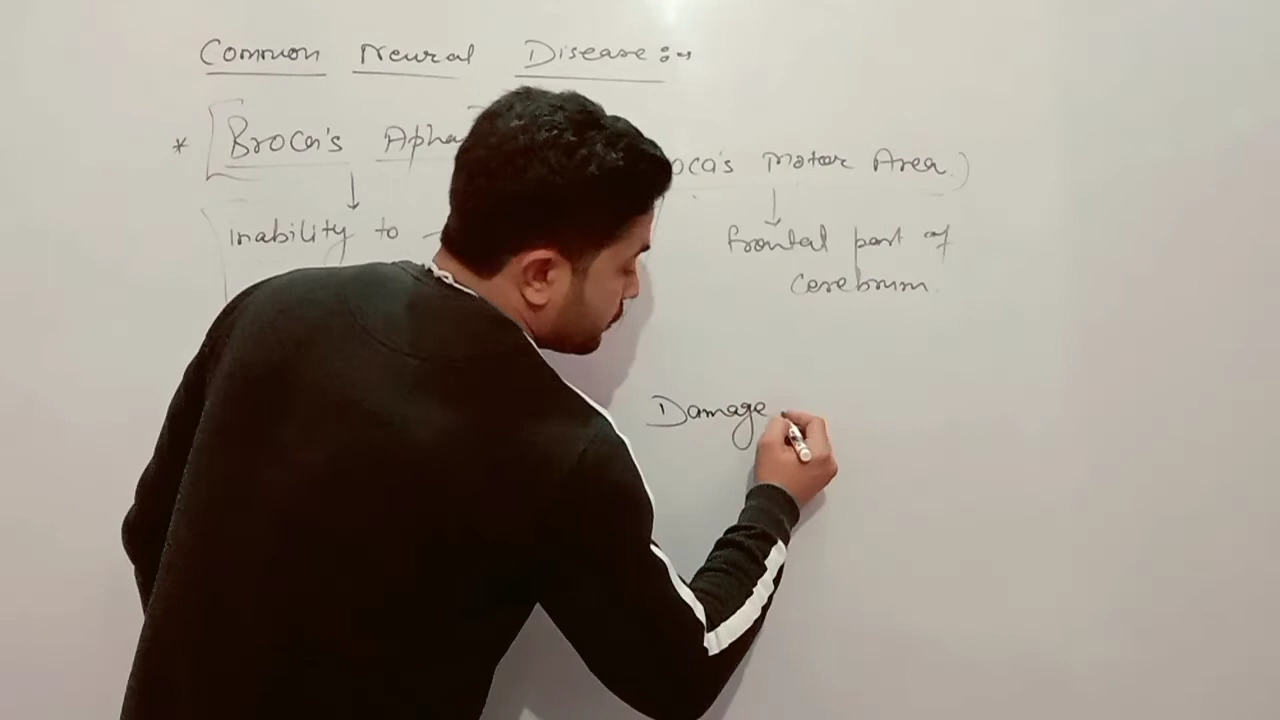 Common Neural Disease:-
* [Broca's Apha
oca's Motor Area.)
↓ ↓
inability to
frontal part of
cerebrum.
Damage